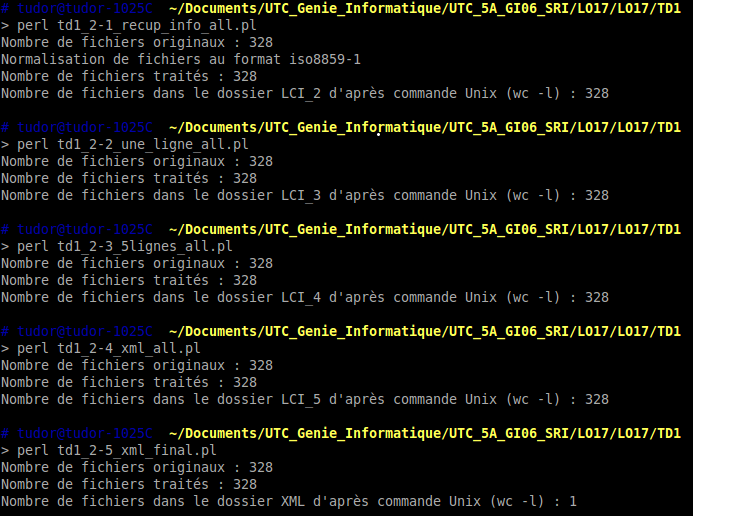 # tudor@tudor-1025C ~/Documents/UTC_Genie_Informatique/UTC_5A_GI06_SRI/LO17/LO17/TD1
> perl td1_2-1_recup_info_all.pl
Nombre de fichiers originaux : 328
Normalisation de fichiers au format iso8859-1
Nombre de fichiers traités : 328
Nombre de fichiers dans le dossier LCI_2 d'après commande Unix (wc -l) : 328
# tudor@tudor-1025C ~/Documents/UTC_Genie_Informatique/UTC_5A_GI06_SRI/LO17/LO17/TD1
> perl td1_2-2_une_ligne_all.pl
Nombre de fichiers originaux : 328
Nombre de fichiers traités : 328
Nombre de fichiers dans le dossier LCI_3 d'après commande Unix (wc -l) : 328
# tudor@tudor-1025C ~/Documents/UTC_Genie_Informatique/UTC_5A_GI06_SRI/LO17/LO17/TD1
> perl td1_2-3_5lignes_all.pl
Nombre de fichiers originaux : 328
Nombre de fichiers traités : 328
Nombre de fichiers dans le dossier LCI_4 d'après commande Unix (wc -l) : 328
# tudor@tudor-1025C ~/Documents/UTC_Genie_Informatique/UTC_5A_GI06_SRI/LO17/LO17/TD1
> perl td1_2-4_xml_all.pl
Nombre de fichiers originaux : 328
Nombre de fichiers traités : 328
Nombre de fichiers dans le dossier LCI_5 d'après commande Unix (wc -l) : 328
# tudor@tudor-1025C ~/Documents/UTC_Genie_Informatique/UTC_5A_GI06_SRI/LO17/LO17/TD1
> perl td1_2-5_xml_final.pl
Nombre de fichiers originaux : 328
Nombre de fichiers traités : 328
Nombre de fichiers dans le dossier XML d'après commande Unix (wc -l) : 1